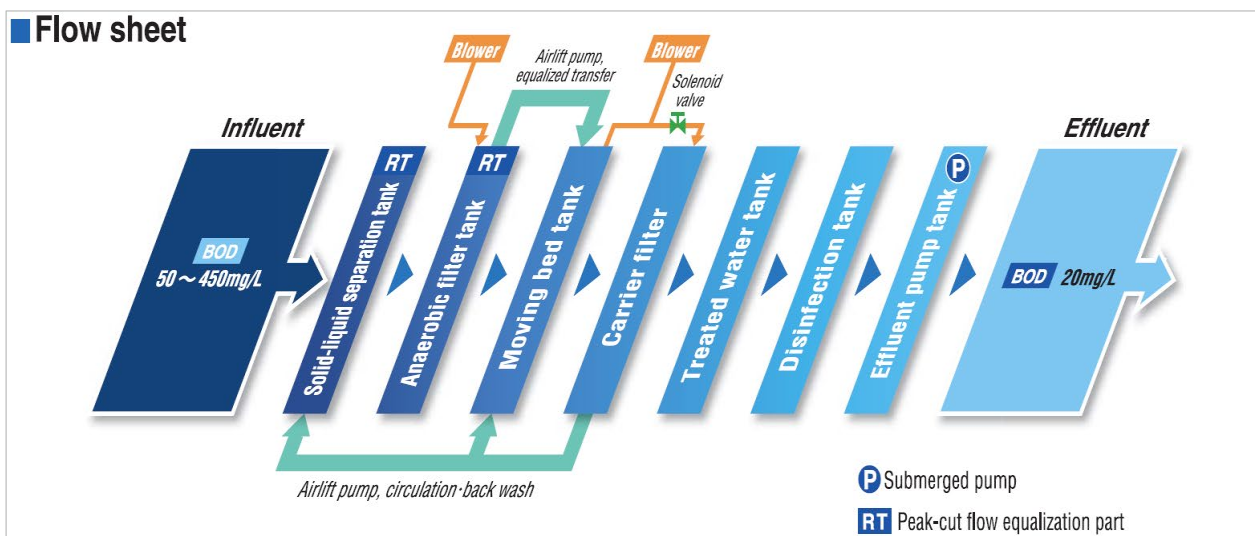 Flow sheet
Blower
Airlift pump,
equalized transfer
Blower
Solenoid
valve
Influent
Effluent
BOD
50～450mg/L
RT
Solid-liquid separation tank
RT
Anaerobic filter tank
Moving bed tank
Carrier filter
Treated water tank
Disinfection tank
P
Effluent pump tank
BOD 20mg/L
Airlift pump, circulation·back wash
P Submerged pump
RT Peak-cut flow equalization part